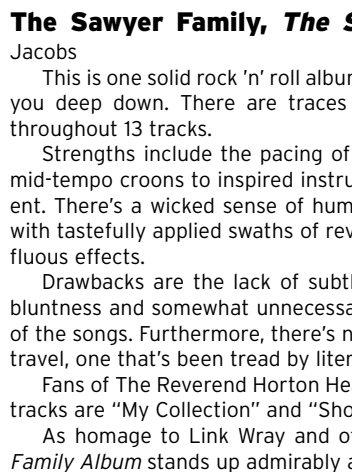 The Sawyer Family, The
Jacobs
This is one solid rock 'n' roll album
you deep down. There are traces
throughout 13 tracks.
Strengths include the pacing of
mid-tempo croons to inspired
ent. There's a wicked sense of
with tastefully applied swaths of
fluous effects.
Drawbacks are the lack of
bluntness and somewhat
of the songs. Furthermore, there's
travel, one that's been tread by
Fans of The Reverend Horton
tracks are “My Collection” and
As homage to Link Wray and
Family Album stands up admirably